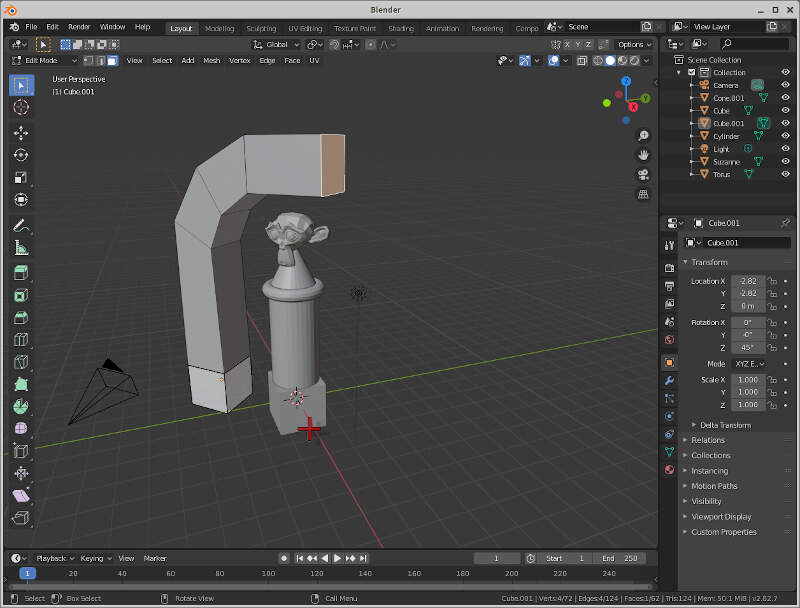 Blender
File Edit Render Window Help Layout Modeling Sculpting UV Editing Texture Paint Shading Animation Rendering Compo Scene View Layer
Global X Y Z Options
Edit Mode View Select Add Mesh Vertex Edge Face UV
User Perspective
(1) Cube.001
Z
Y
X
Scene Collection
Collection
Camera
Cone.001
Cube
Cube.001
Cylinder
Light
Suzanne
Torus
Cube.001
Cube.001
Transform
Location X -2.82
Y -2.82
Z 0 m
Rotation X 0°
Y -0°
Z 45°
Mode XYZ E..
Scale X 1.000
Y 1.000
Z 1.000
Delta Transform
Relations
Collections
Instancing
Motion Paths
Visibility
Viewport Display
Custom Properties
Playback Keying View Marker 1 Start 1 End 250
1 20 40 60 80 100 120 140 160 180 200 220 240
Select Box Select Rotate View Call Menu Cube.001 | Verts:4/72 | Edges:4/124 | Faces:1/62 | Tris:124 | Mem: 50.1 MiB | v2.82.7